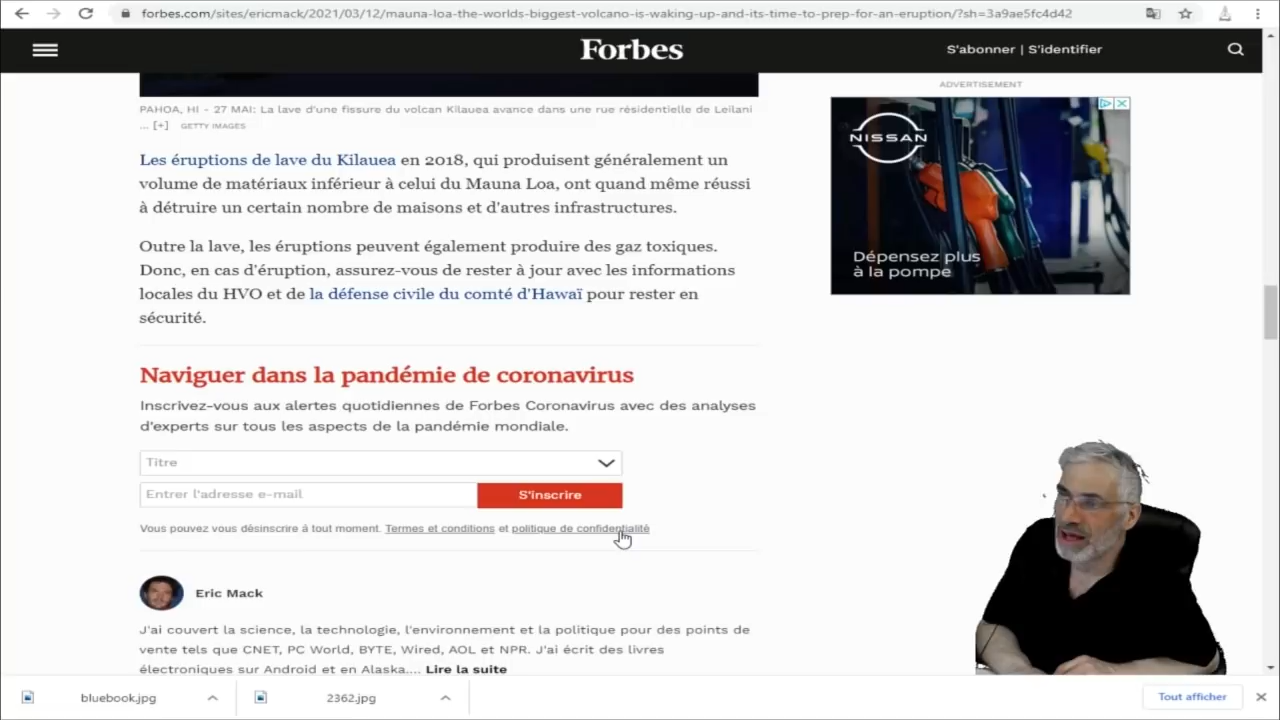 forbes.com/sites/ericmack/2021/03/12/mauna-loa-the-worlds-biggest-volcano-is-waking-up-and-its-time-to-prep-for-an-eruption/?sh=3a9ae5fc4d42
Forbes
S'abonner | S'identifier
ADVERTISEMENT
PAHOA, HI - 27 MAI: La lave d'une fissure du volcan Kilauea avance dans une rue résidentielle de Leilani
... [+] GETTY IMAGES
NISSAN
Dépensez plus
à la pompe
Les éruptions de lave du Kilauea en 2018, qui produisent généralement un
volume de matériaux inférieur à celui du Mauna Loa, ont quand même réussi
à détruire un certain nombre de maisons et d'autres infrastructures.
Outre la lave, les éruptions peuvent également produire des gaz toxiques.
Donc, en cas d'éruption, assurez-vous de rester à jour avec les informations
locales du HVO et de la défense civile du comté d'Hawaï pour rester en
sécurité.
Naviguer dans la pandémie de coronavirus
Inscrivez-vous aux alertes quotidiennes de Forbes Coronavirus avec des analyses
d'experts sur tous les aspects de la pandémie mondiale.
Titre
Entrer l'adresse e-mail
S'inscrire
Vous pouvez vous désinscrire à tout moment. Termes et conditions et politique de confidentialité
Eric Mack
J'ai couvert la science, la technologie, l'environnement et la politique pour des points de
vente tels que CNET, PC World, BYTE, Wired, AOL et NPR. J'ai écrit des livres
électroniques sur Android et en Alaska.... Lire la suite
bluebook.jpg
2362.jpg
Tout afficher